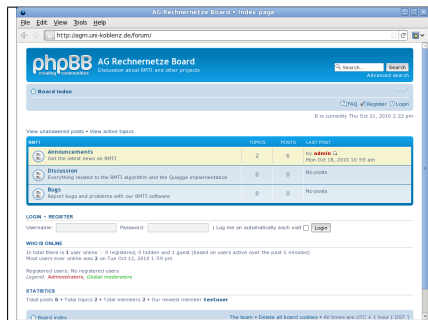 AG Rechnernetze Board • Index page
File Edit View Tools Help
http://agm.uni-koblenz.de/forum/
phpBB
creating communities
AG Rechnernetze Board
Discussion about RMTI and other projects
Search… Search
Advanced search
Board index
FAQ Register Login
It is currently Thu Oct 21, 2010 2:22 pm
View unanswered posts • View active topics
RMTI TOPICS POSTS LAST POST
Announcements
Get the latest news on RMTI
2 6 by admin
Mon Oct 18, 2010 10:59 am
Discussion
Everything related to the RMTI algorithm and the Quagga implementation
0 0 No posts
Bugs
Report bugs and problems with our RMTI software
0 0 No posts
LOGIN • REGISTER
Username: Password: | Log me on automatically each visit Login
WHO IS ONLINE
In total there is 1 user online :: 0 registered, 0 hidden and 1 guest (based on users active over the past 5 minutes)
Most users ever online was 2 on Tue Oct 12, 2010 1:59 pm
Registered users: No registered users
Legend: Administrators, Global moderators
STATISTICS
Total posts 6 • Total topics 2 • Total members 2 • Our newest member testuser
Board index The team • Delete all board cookies • All times are UTC + 1 hour [ DST ]